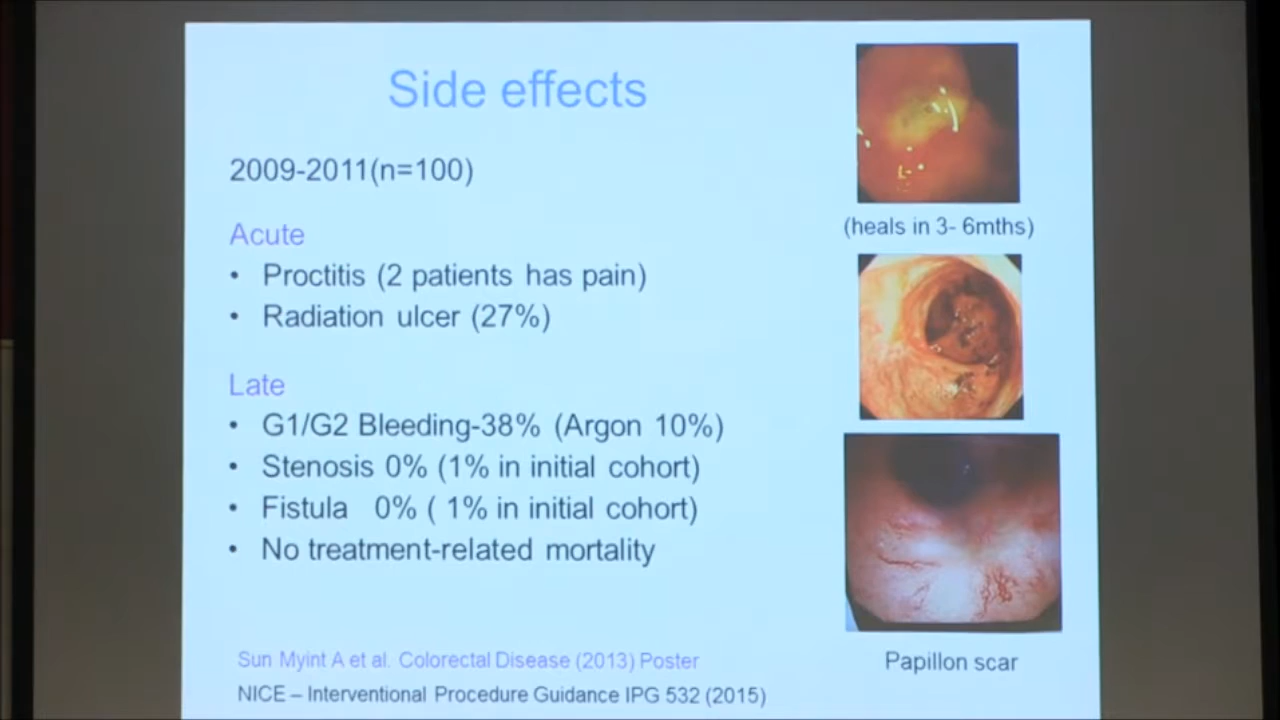 Side effects
2009-2011(n=100)
Acute
• Proctitis (2 patients has pain)
• Radiation ulcer (27%)
Late
• G1/G2 Bleeding-38% (Argon 10%)
• Stenosis 0% (1% in initial cohort)
• Fistula 0% ( 1% in initial cohort)
• No treatment-related mortality
Sun Myint A et al. Colorectal Disease (2013) Poster
NICE – Interventional Procedure Guidance IPG 532 (2015)
(heals in 3- 6mths)
Papillon scar